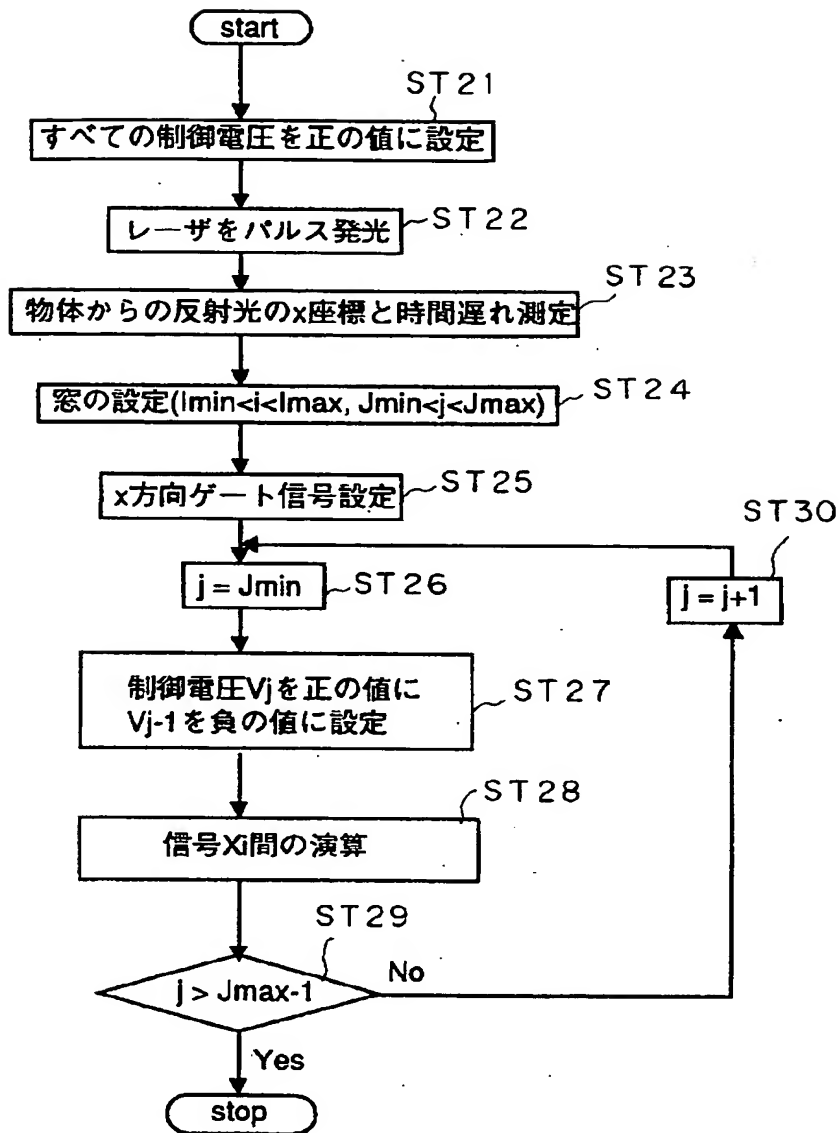 start
ST21
すべての制御電圧を正の値に設定
レーザをパルス発光
ST22
ST23
物体からの反射光のx座標と時間遅れ測定
窓の設定(Imin<i<Imax, Jmin<j<Jmax)
ST24
x方向ゲート信号設定
ST25
ST30
j = Jmin
ST26
j = j+1
制御電圧Vjを正の値に
Vj-1を負の値に設定
ST27
ST28
信号Xi間の演算
ST29
j > Jmax-1
No
Yes
stop